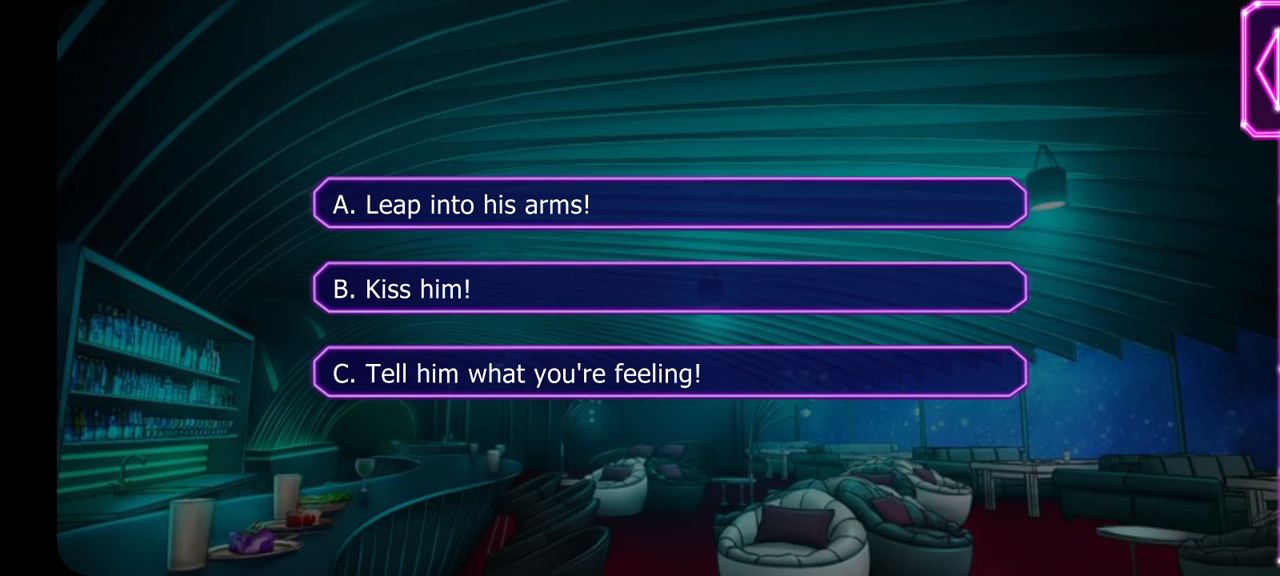 A. Leap into his arms!
B. Kiss him!
C. Tell him what you're feeling!